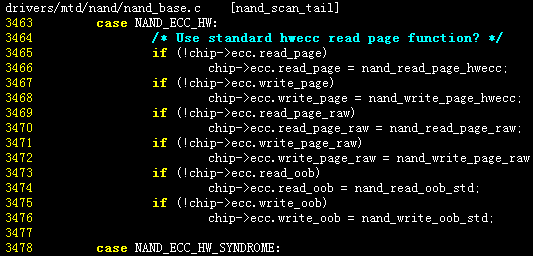 drivers/mtd/nand/nand_base.c    [nand_scan_tail]
3463         case NAND_ECC_HW:
3464                 /* Use standard hwecc read page function? */
3465                 if (!chip->ecc.read_page)
3466                         chip->ecc.read_page = nand_read_page_hwecc;
3467                 if (!chip->ecc.write_page)
3468                         chip->ecc.write_page = nand_write_page_hwecc;
3469                 if (!chip->ecc.read_page_raw)
3470                         chip->ecc.read_page_raw = nand_read_page_raw;
3471                 if (!chip->ecc.write_page_raw)
3472                         chip->ecc.write_page_raw = nand_write_page_raw
3473                 if (!chip->ecc.read_oob)
3474                         chip->ecc.read_oob = nand_read_oob_std;
3475                 if (!chip->ecc.write_oob)
3476                         chip->ecc.write_oob = nand_write_oob_std;
3477
3478         case NAND_ECC_HW_SYNDROME: